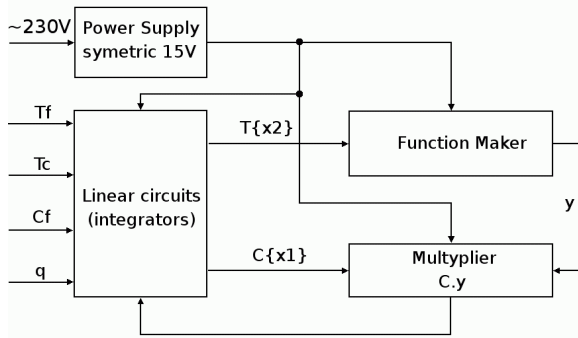 ~230V
Power Supply
symetric 15V
Tf
Tc
Cf
q
Linear circuits
(integrators)
T{x2}
Function Maker
y
C{x1}
Multyplier
C.y